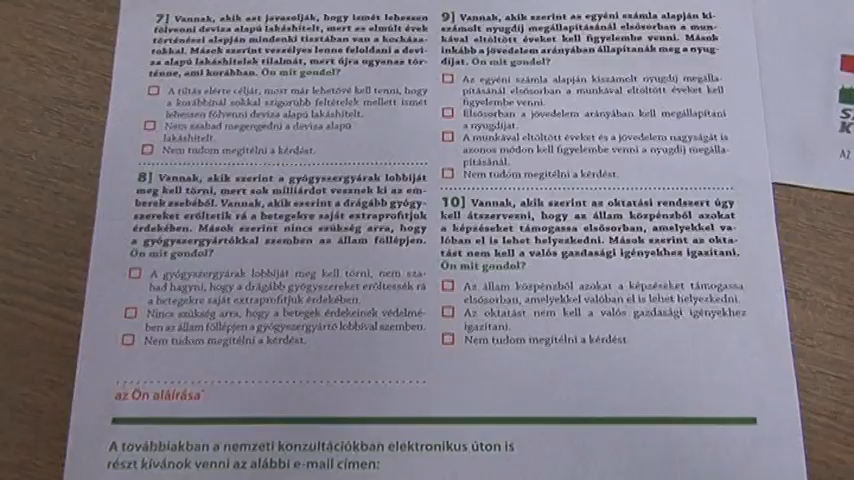 7] Vannak, akik azt javasolják, hogy ismét lehessen
fölvenni deviza alapú lakáshitelt, mert az elmúlt évek
történései alapján mindenki tisztában van a kocká­za-
tokkal. Mások szerint veszélyes lenne feloldani a devi-
za alapú lakáshitelek tilalmát, mert újra ugyanaz tör-
ténne, ami korábban. Ön mit gondol?
A tiltás elérte célját, most már lehetővé kell tenni, hogy
a korábbinál sokkal szigorúbb feltételek mellett ismét
lehessen fölvenni deviza alapú lakáshitelt.
Nem szabad megengedni a deviza alapú
lakáshitelt.
Nem tudom megítélni a kérdést.
8] Vannak, akik szerint a gyógyszergyárak lobbiját
meg kell törni, mert sok milliárdot vesznek ki az em-
berek zsebéből. Vannak, akik szerint a drágább gyógy-
szereket erőltetik rá a betegekre saját extraprofitjuk
érdekében. Mások szerint nincs szükség arra, hogy
a gyógyszergyártókkal szemben az állam föllépjen.
Ön mit gondol?
A gyógyszergyárak lobbiját meg kell törni, nem sza-
bad hagyni, hogy a drágább gyógyszereket erőltessék rá
a betegekre saját extraprofitjuk érdekében.
Nincs szükség arra, hogy a betegek érdekeinek védelmé-
ben az állam föllépjen a gyógyszergyártó lobbival szemben.
Nem tudom megítélni a kérdést.
az Ön aláírása*
9] Vannak, akik szerint az egyéni számla alapján ki-
számolt nyugdíj megállapításánál elsősorban a mun-
kával eltöltött éveket kell figyelembe venni. Mások
inkább a jövedelem arányában állapítanák meg a nyug-
díjat. Ön mit gondol?
Az egyéni számla alapján kiszámolt nyugdíj megálla-
pításánál elsősorban a munkával eltöltött éveket kell
figyelembe venni.
Elsősorban a jövedelem arányában kell megállapítani
a nyugdíjat.
A munkával eltöltött éveket és a jövedelem nagyságát is
azonos módon kell figyelembe venni a nyugdíj megálla-
pításánál.
Nem tudom megítélni a kérdést.
10] Vannak, akik szerint az oktatási rendszert úgy
kell átszervezni, hogy az állam közpénzből azokat
a képzéseket támogassa elsősorban, amelyekkel va-
lóban el is lehet helyezkedni. Mások szerint az okta-
tást nem kell a valós gazdasági igényekhez igazítani.
Ön mit gondol?
Az állam közpénzből azokat a képzéseket támogassa
elsősorban, amelyekkel valóban el is lehet helyezkedni.
Az oktatást nem kell a valós gazdasági igényekhez
igazítani.
Nem tudom megítélni a kérdést.
A továbbiakban a nemzeti konzultációkban elektronikus úton is
részt kívánok venni az alábbi e-mail címen:
AZ